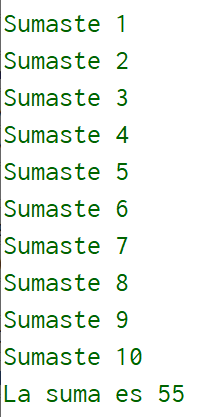 Sumaste 1
Sumaste 2
Sumaste 3
Sumaste 4
Sumaste 5
Sumaste 6
Sumaste 7
Sumaste 8
Sumaste 9
Sumaste 10
La suma es 55